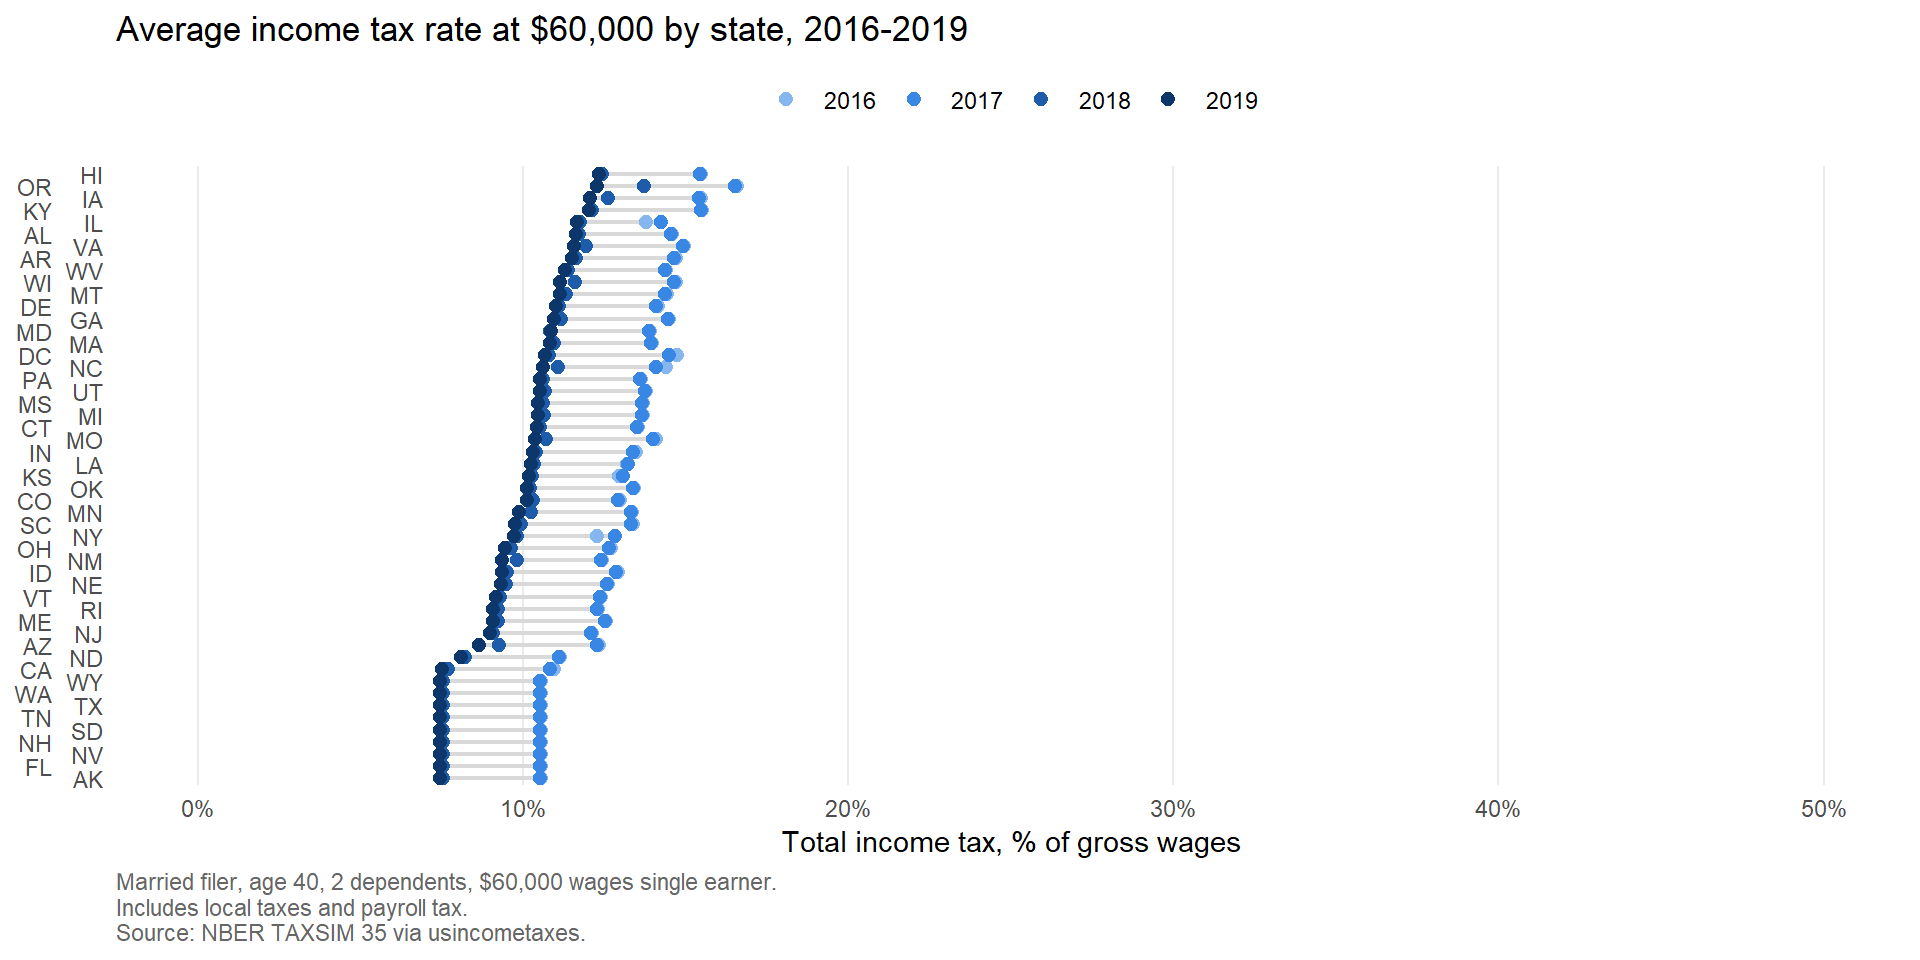 Average income tax rate at $60,000 by state, 2016-2019
2016 2017 2018 2019
HI
OR
IA
KY
IL
AL
VA
AR
WV
WI
MT
DE
GA
MD
MA
DC
NC
PA
UT
MS
MI
CT
MO
IN
LA
KS
OK
CO
MN
SC
NY
OH
NM
ID
NE
VT
RI
ME
NJ
AZ
ND
CA
WY
WA
TX
TN
SD
NH
NV
FL
AK
0% 10% 20% 30% 40% 50%
Total income tax, % of gross wages
Married filer, age 40, 2 dependents, $60,000 wages single earner.
Includes local taxes and payroll tax.
Source: NBER TAXSIM 35 via usincometaxes.